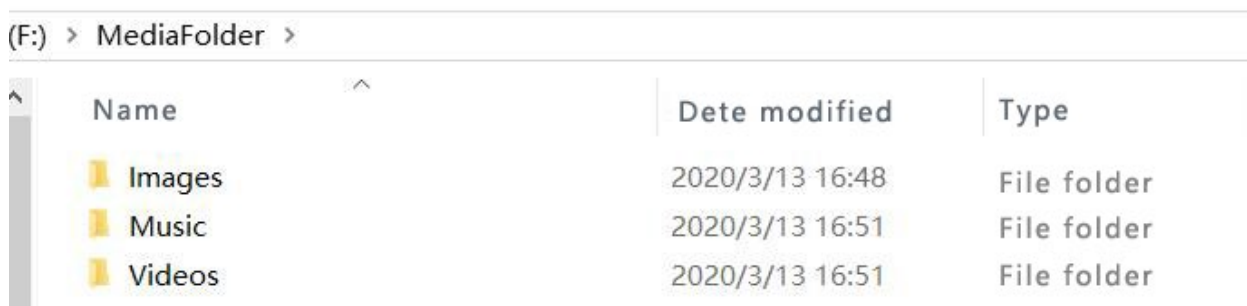 (F:) > MediaFolder >
Name Dete modified Type
Images 2020/3/13 16:48 File folder
Music 2020/3/13 16:51 File folder
Videos 2020/3/13 16:51 File folder